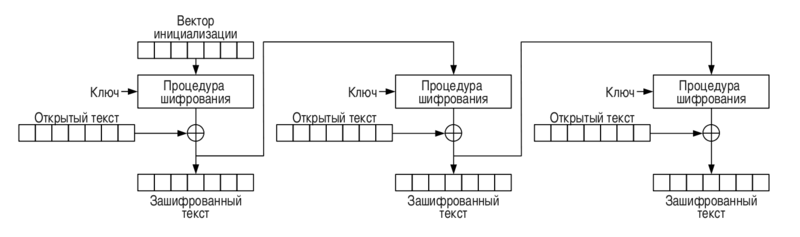 Вектор
инициализации
Ключ
Процедура
шифрования
Открытый текст
Зашифрованный
текст
Ключ
Процедура
шифрования
Открытый текст
Зашифрованный
текст
Ключ
Процедура
шифрования
Открытый текст
Зашифрованный
текст